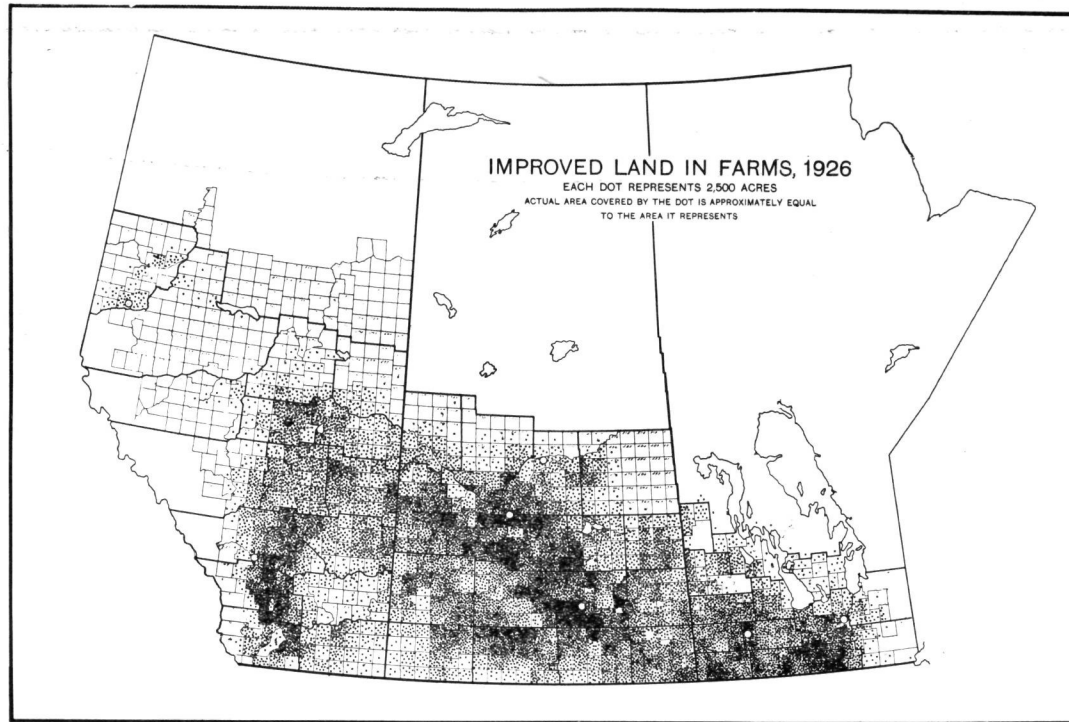 IMPROVED LAND IN FARMS, 1926
EACH DOT REPRESENTS 2,500 ACRES
ACTUAL AREA COVERED BY THE DOT IS APPROXIMATELY EQUAL
TO THE AREA IT REPRESENTS